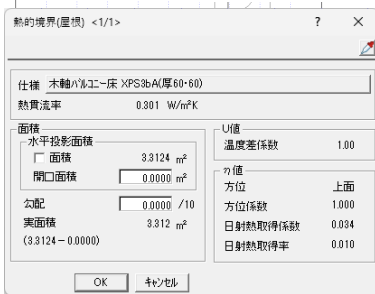 熱的境界(屋根) <1/1>
仕様 木軸バルコニー床 XPS3bA(厚60・60)
熱貫流率 0.301 W/m²K
面積
水平投影面積
面積 3.3124 m²
開口面積 0.0000 m²
勾配 0.0000 /10
実面積 3.312 m²
(3.3124－0.0000)
U値
温度差係数 1.00
η値
方位 上面
方位係数 1.000
日射熱取得係数 0.034
日射熱取得率 0.010
OK キャンセル